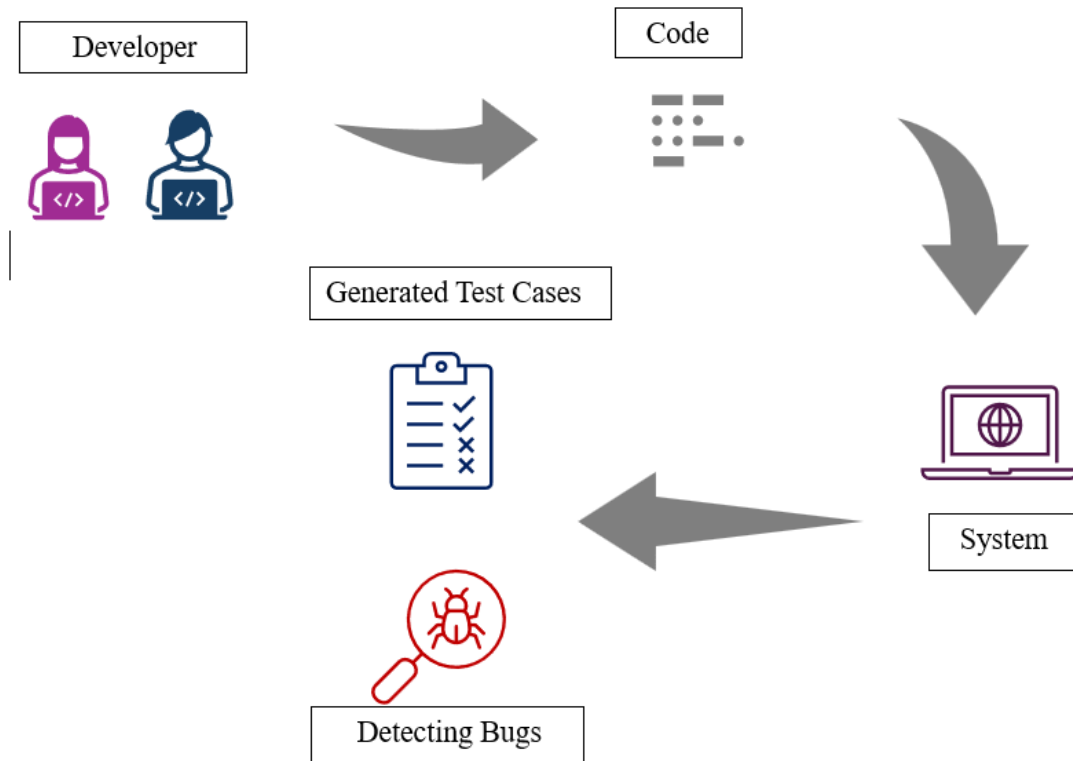 Developer
Code
</>
</>
Generated Test Cases
System
Detecting Bugs